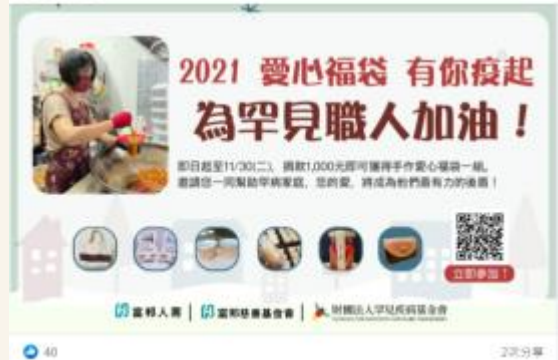 2021 愛心福袋 有你疫起
為罕見職人加油！
即日起至11/30(二)，捐款1,000元即可獲得手作愛心福袋一組。
邀請您一同幫助罕病家庭，您的愛，將成為他們最有力的後盾！
立即參加！
富邦人壽 富邦慈善基金會 財團法人罕見疾病基金會
40
2次分享